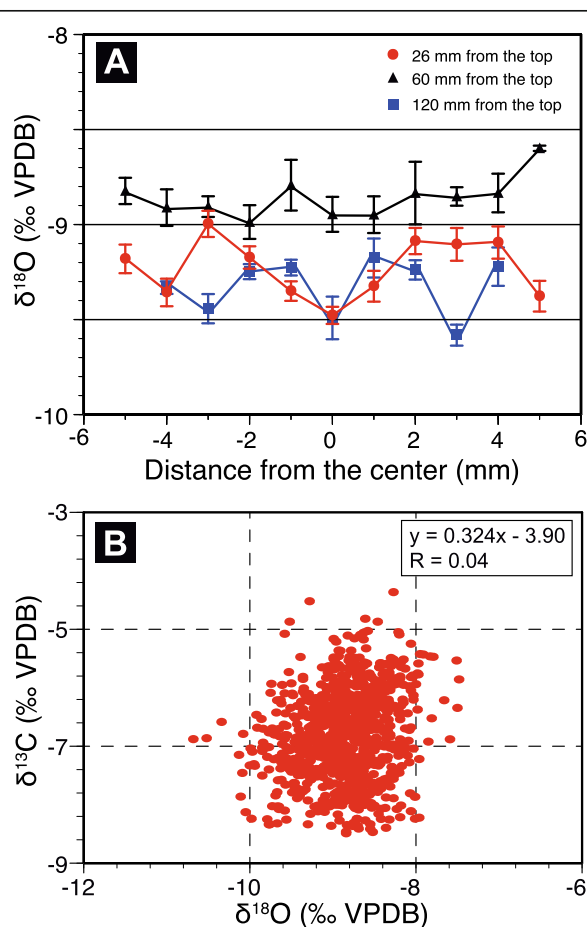 -8
A
26 mm from the top
60 mm from the top
120 mm from the top
δ¹⁸O (‰ VPDB)
-9
-10
-6 -4 -2 0 2 4 6
Distance from the center (mm)
-3
B
y = 0.324x - 3.90
R = 0.04
-5
δ¹³C (‰ VPDB)
-7
-9
-12 -10 -8 -6
δ¹⁸O (‰ VPDB)